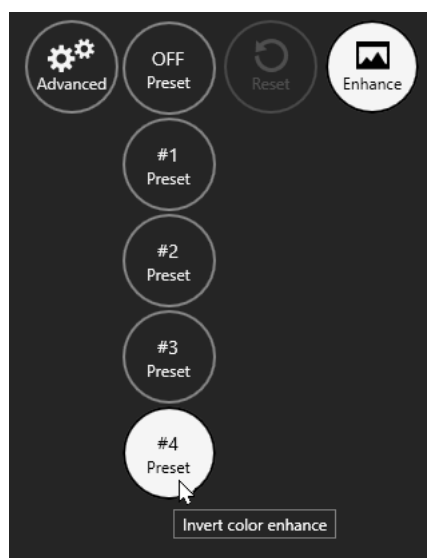 Advanced
OFF
Preset
Reset
Enhance
#1
Preset
#2
Preset
#3
Preset
#4
Preset
Invert color enhance